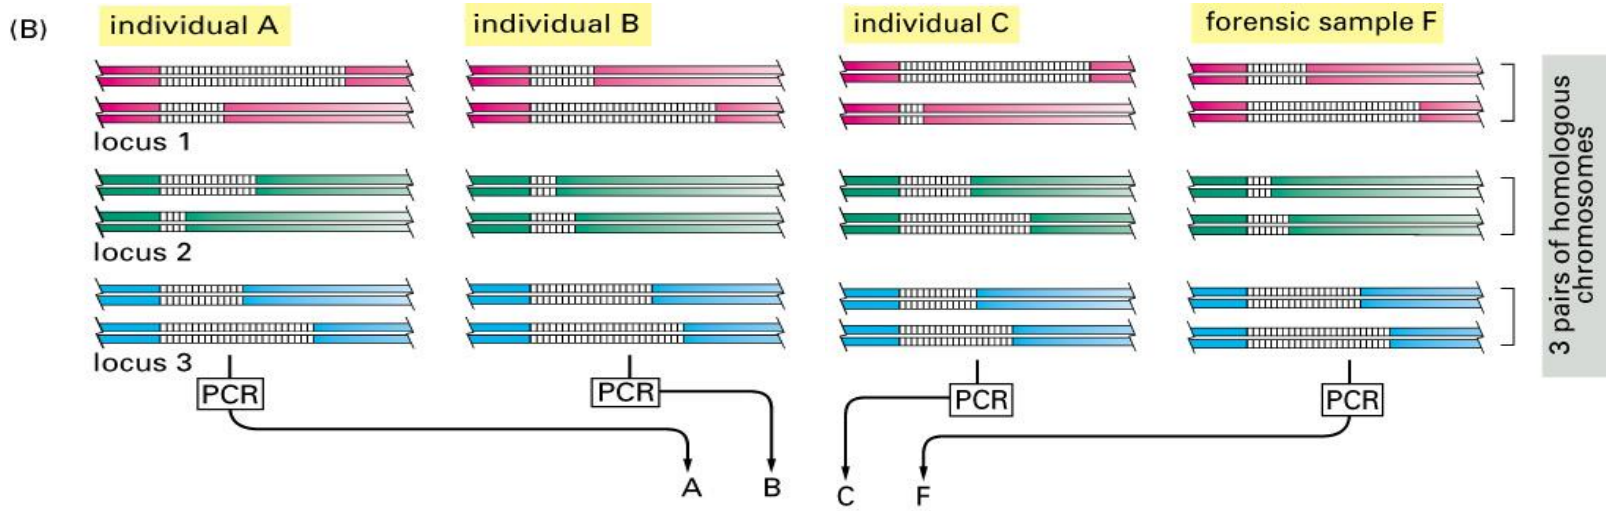 (B)
individual A
individual B
individual C
forensic sample F
locus 1
locus 2
locus 3
3 pairs of homologous
chromosomes
PCR
PCR
PCR
PCR
A
B
C
F